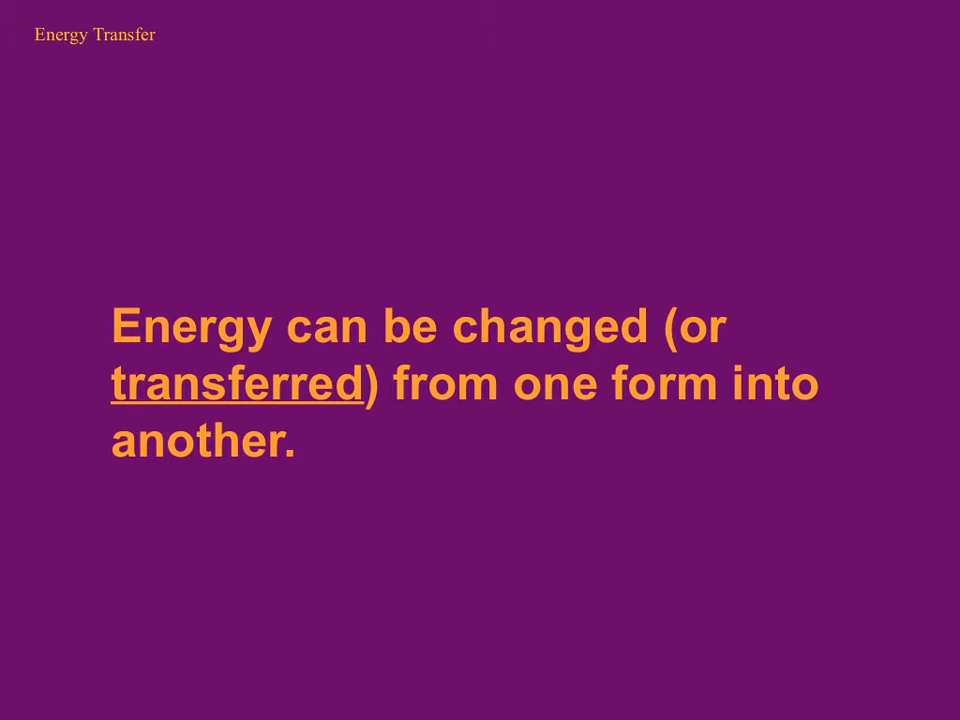 Energy Transfer
Energy can be changed (or
transferred) from one form into
another.